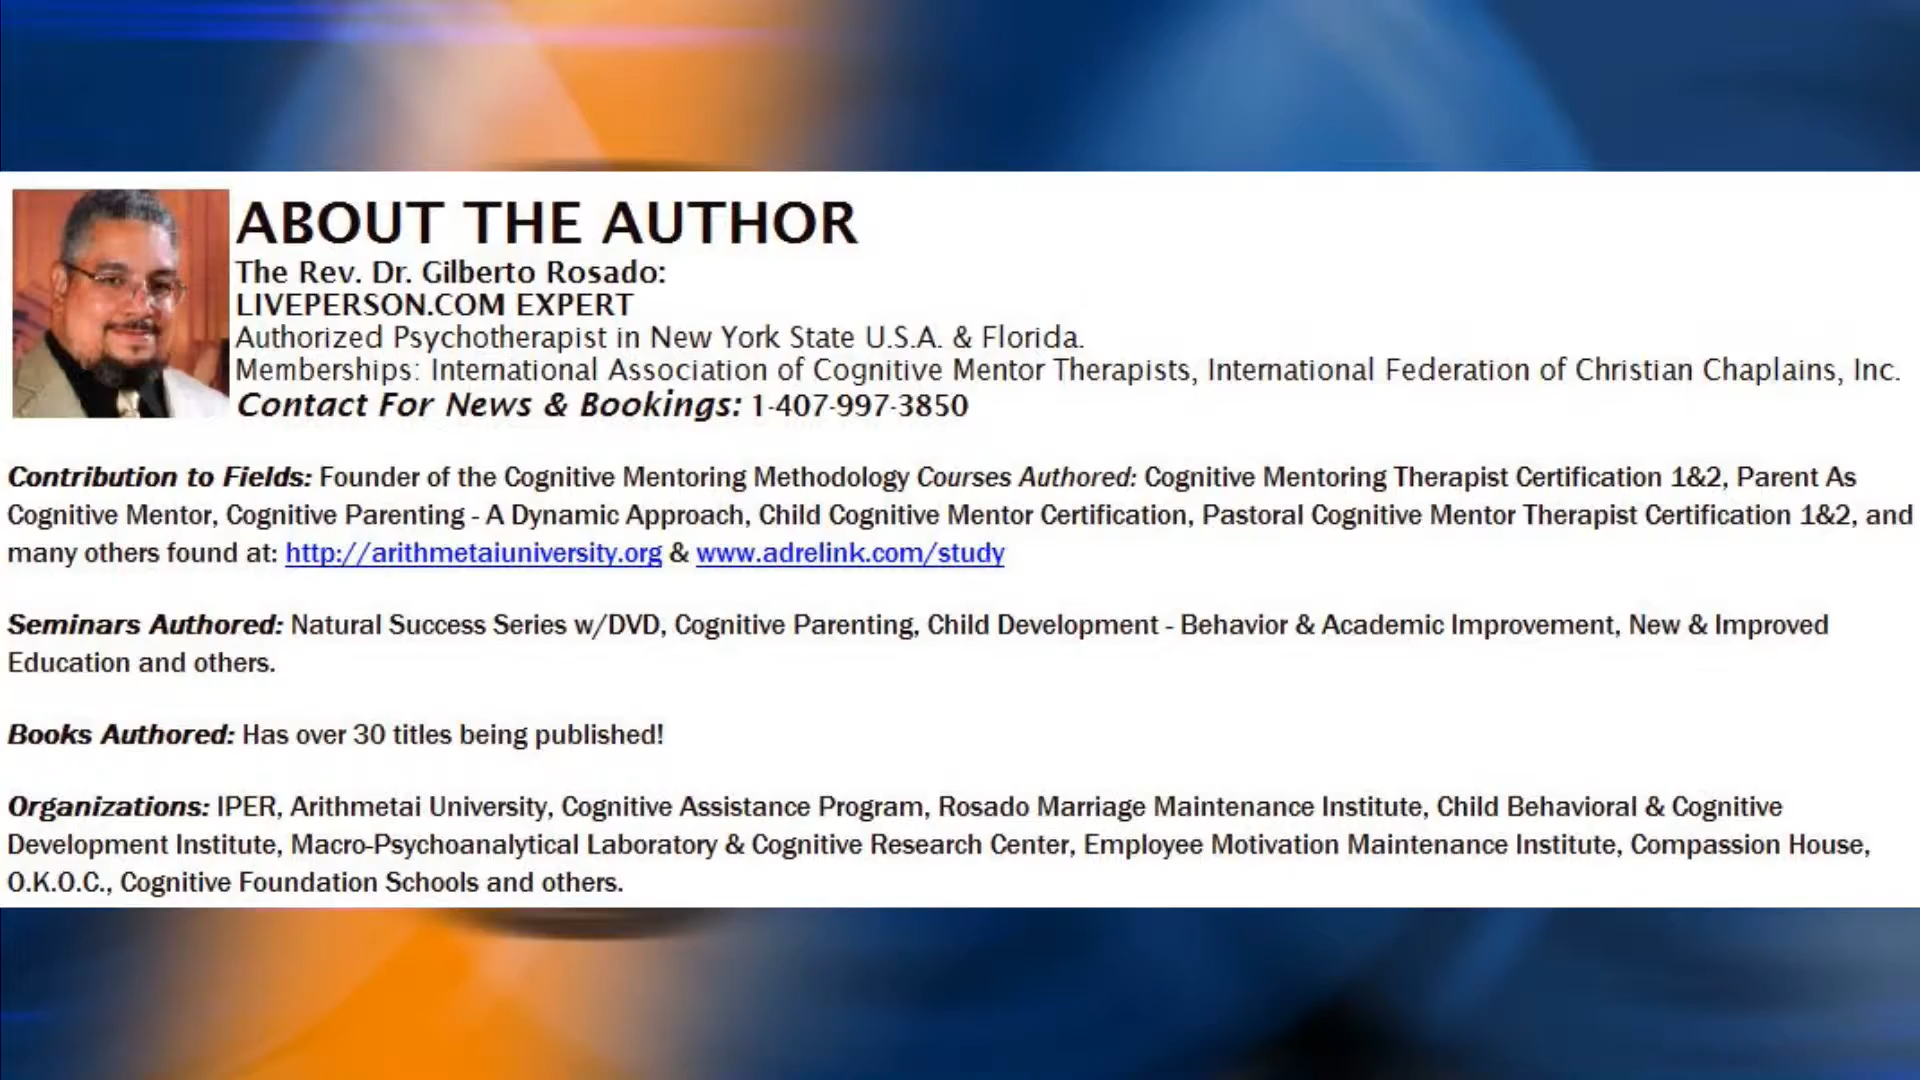 ABOUT THE AUTHOR
The Rev. Dr. Gilberto Rosado:
LIVEPERSON.COM EXPERT
Authorized Psychotherapist in New York State U.S.A. & Florida.
Memberships: International Association of Cognitive Mentor Therapists, International Federation of Christian Chaplains, Inc.
Contact For News & Bookings: 1-407-997-3850
Contribution to Fields: Founder of the Cognitive Mentoring Methodology Courses Authored: Cognitive Mentoring Therapist Certification 1&2, Parent As
Cognitive Mentor, Cognitive Parenting - A Dynamic Approach, Child Cognitive Mentor Certification, Pastoral Cognitive Mentor Therapist Certification 1&2, and
many others found at: http://arithmetaiuniversity.org & www.adrelink.com/study
Seminars Authored: Natural Success Series w/DVD, Cognitive Parenting, Child Development - Behavior & Academic Improvement, New & Improved
Education and others.
Books Authored: Has over 30 titles being published!
Organizations: IPER, Arithmetai University, Cognitive Assistance Program, Rosado Marriage Maintenance Institute, Child Behavioral & Cognitive
Development Institute, Macro-Psychoanalytical Laboratory & Cognitive Research Center, Employee Motivation Maintenance Institute, Compassion House,
O.K.O.C., Cognitive Foundation Schools and others.